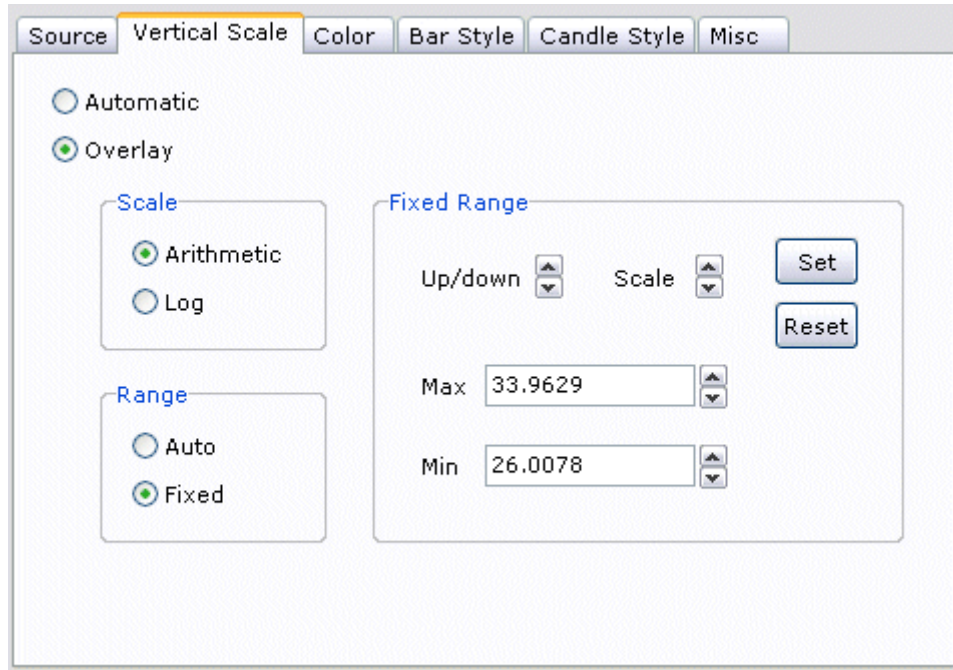 Source Vertical Scale Color Bar Style Candle Style Misc
Automatic
Overlay
Scale
Arithmetic
Log
Range
Auto
Fixed
Fixed Range
Up/down Scale Set
Reset
Max 33.9629
Min 26.0078